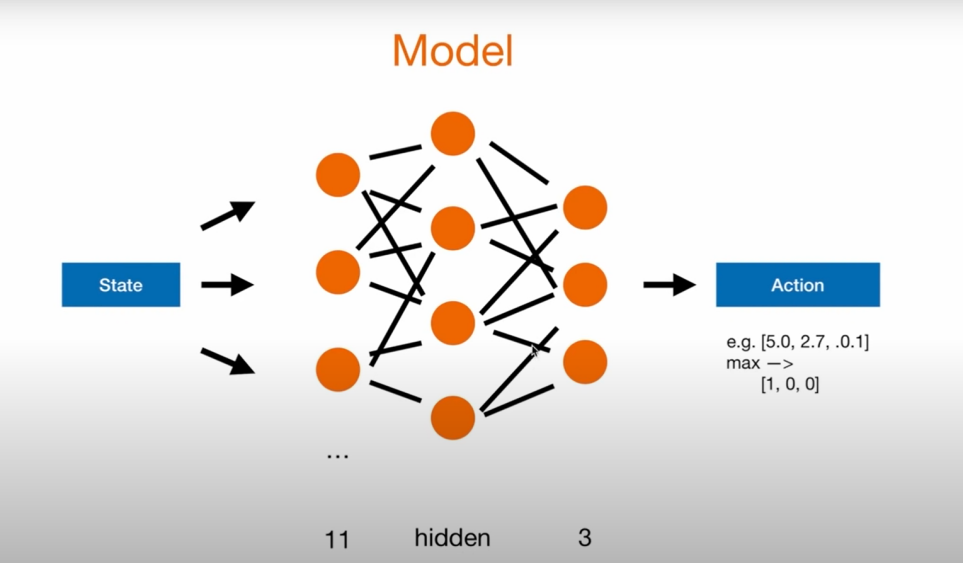 Model
State
Action
e.g. [5.0, 2.7, .0.1]
max —>
[1, 0, 0]
...
11 hidden 3